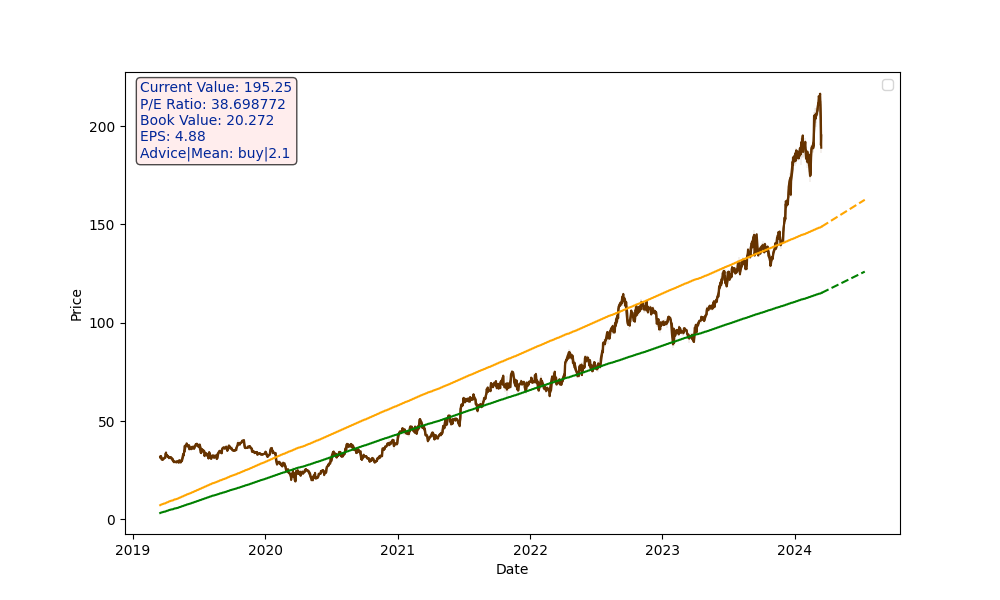 Current Value: 195.25
P/E Ratio: 38.698772
Book Value: 20.272
EPS: 4.88
Advice|Mean: buy|2.1
200
150
100
50
0
Price
2019 2020 2021 2022 2023 2024
Date